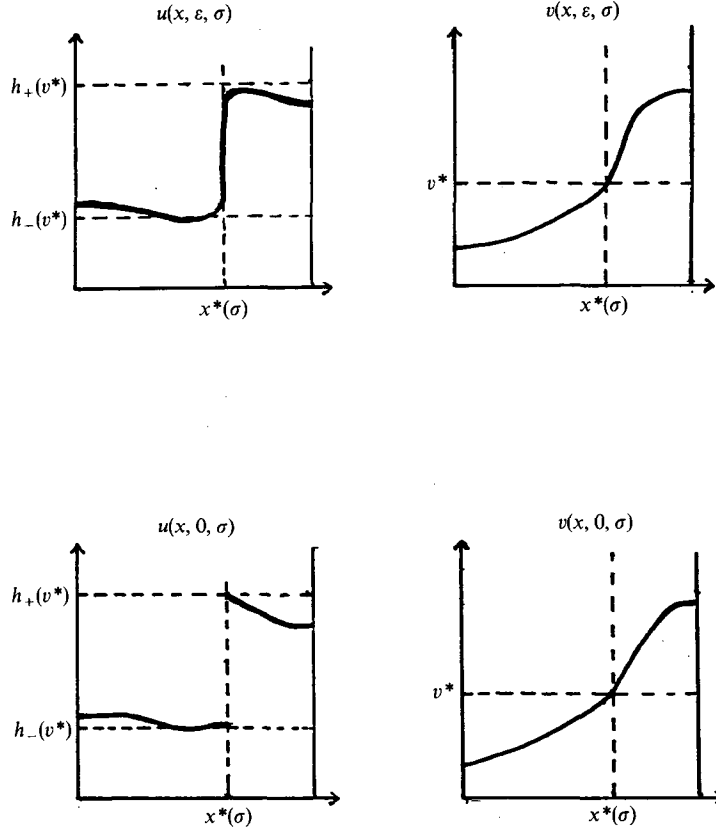 u(x, ε, σ)
h₊(v*)
h₋(v*)
x*(σ)
v(x, ε, σ)
v*
x*(σ)
u(x, 0, σ)
h₊(v*)
h₋(v*)
x*(σ)
v(x, 0, σ)
v*
x*(σ)